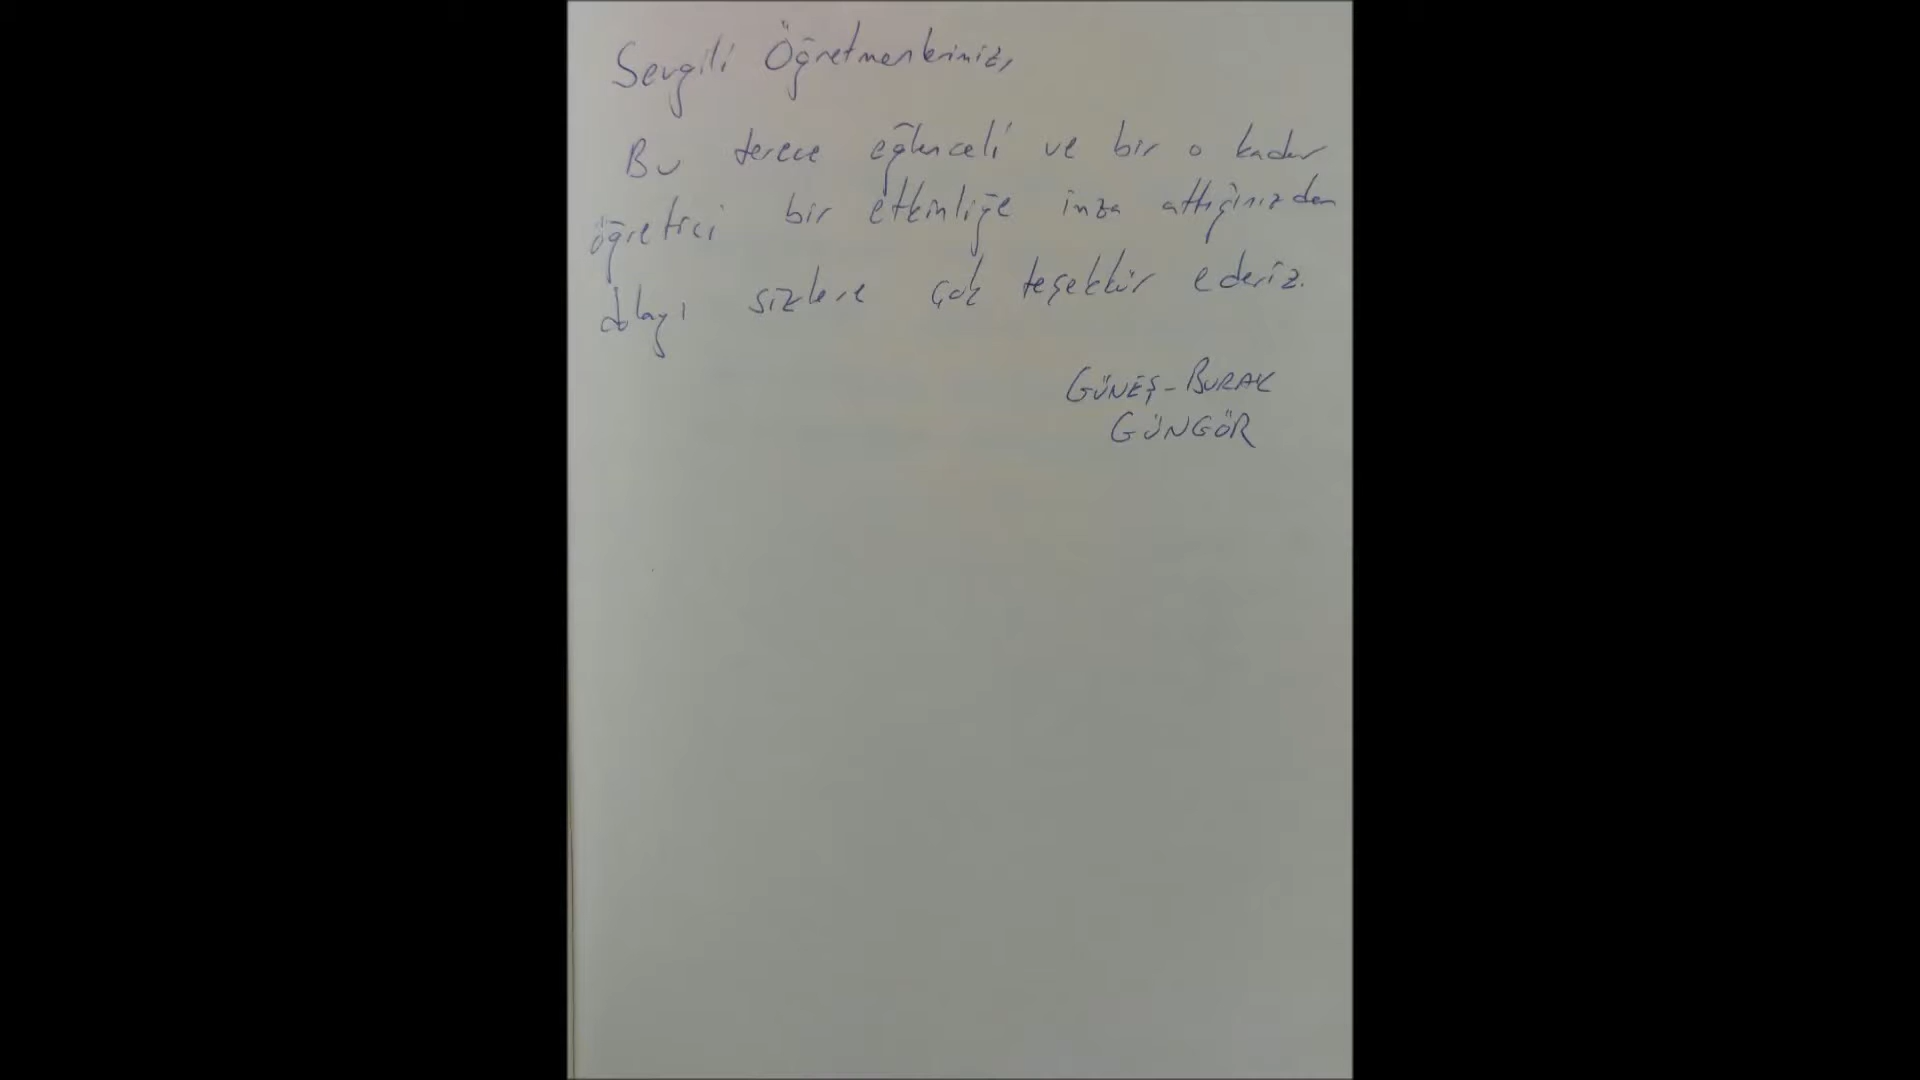 Sevgili Öğretmenlerimiz,
Bu derece eğlenceli ve bir o kadar
öğretici bir etkinliğe imza attığınızdan
dolayı sizlere çok teşekkür ederiz.
GÜNEŞ-BURAK
GÜNGÖR